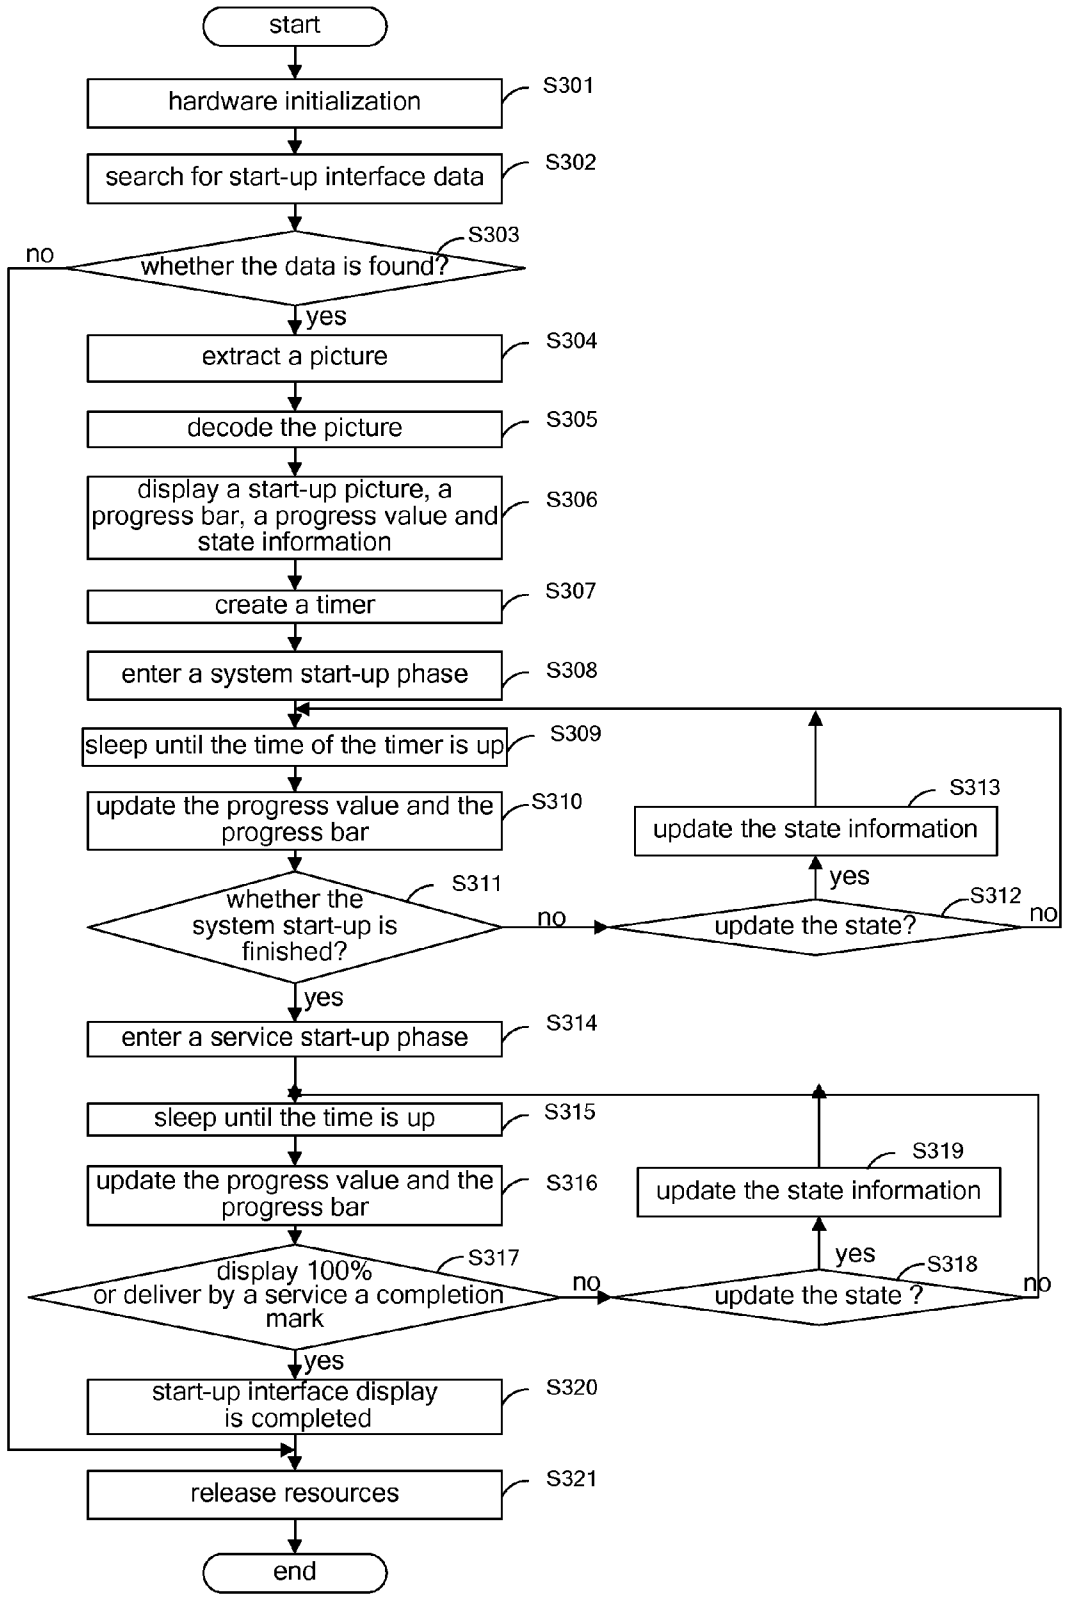 start
hardware initialization
S301
search for start-up interface data
S302
S303
no
whether the data is found?
yes
extract a picture
S304
decode the picture
S305
display a start-up picture, a
progress bar, a progress value and
state information
S306
create a timer
S307
enter a system start-up phase
S308
sleep until the time of the timer is up
S309
update the progress value and the
progress bar
S310
S313
update the state information
yes
whether the
system start-up is
finished?
S311
no
S312
update the state?
no
yes
enter a service start-up phase
S314
sleep until the time is up
S315
update the progress value and the
progress bar
S316
S319
update the state information
yes
display 100%
or deliver by a service a completion
mark
S317
no
S318
update the state ?
no
yes
start-up interface display
is completed
S320
release resources
S321
end